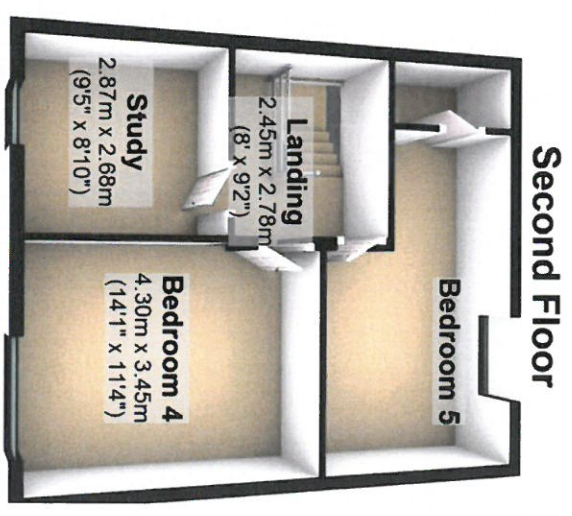 Second Floor
Bedroom 5
Landing
2.45m x 2.78m
(8' x 9'2")
Study
2.87m x 2.68m
(9'5" x 8'10")
Bedroom 4
4.30m x 3.45m
(14'1" x 11'4")